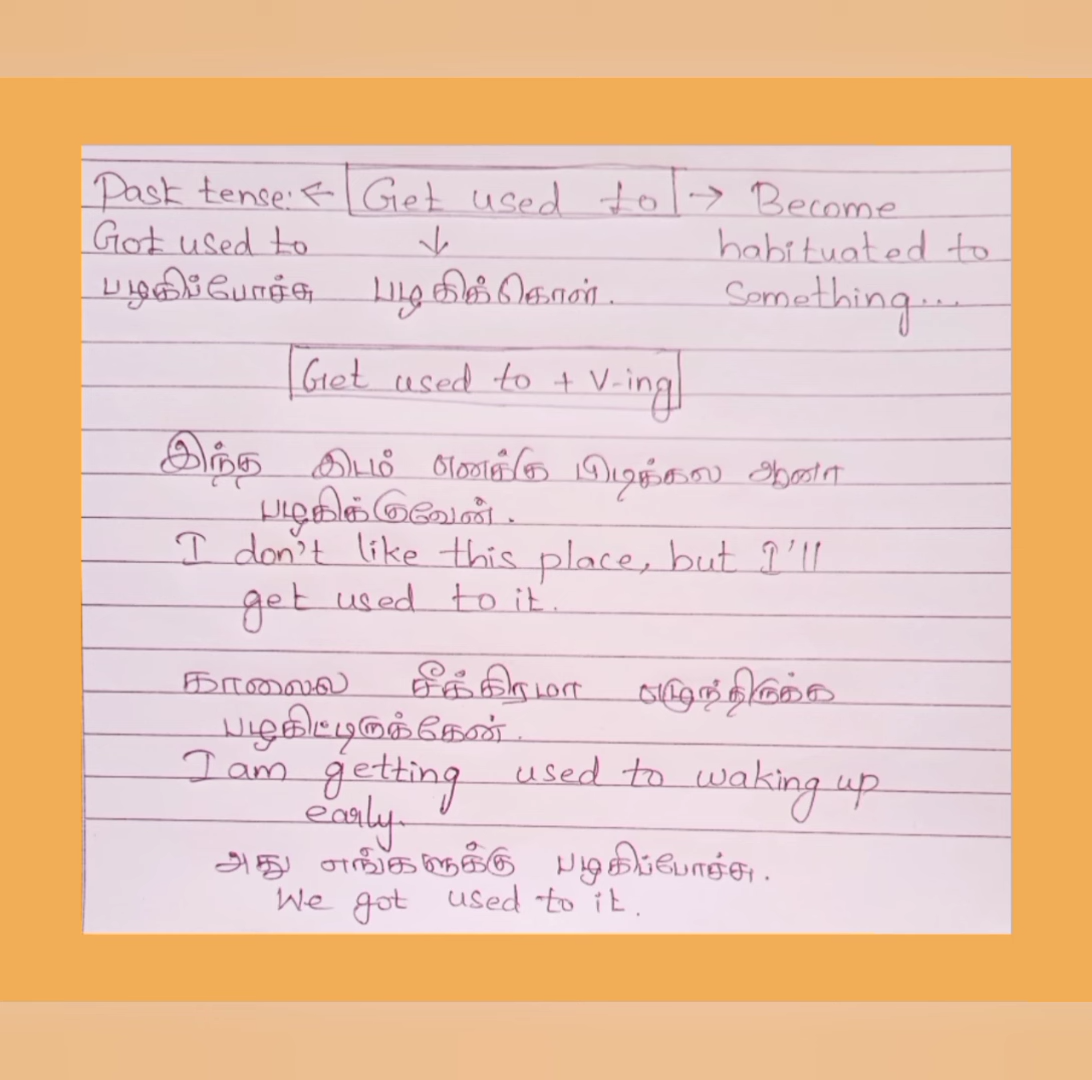 Past tense: ← Get used to → Become
Got used to ↓ habituated to
பழகிப்போச்சு பழகிக்கொள். Something...
Get used to + V-ing
இந்த இடம் எனக்கு பிடிக்கல ஆனா
பழகிக்குவேன்.
I don't like this place, but I'll
get used to it.
காலைல சீக்கிரமா எழுந்திருக்க
பழகிட்டிருக்கேன்.
I am getting used to waking up
early.
அது எங்களுக்கு பழகிப்போச்சு.
We got used to it.